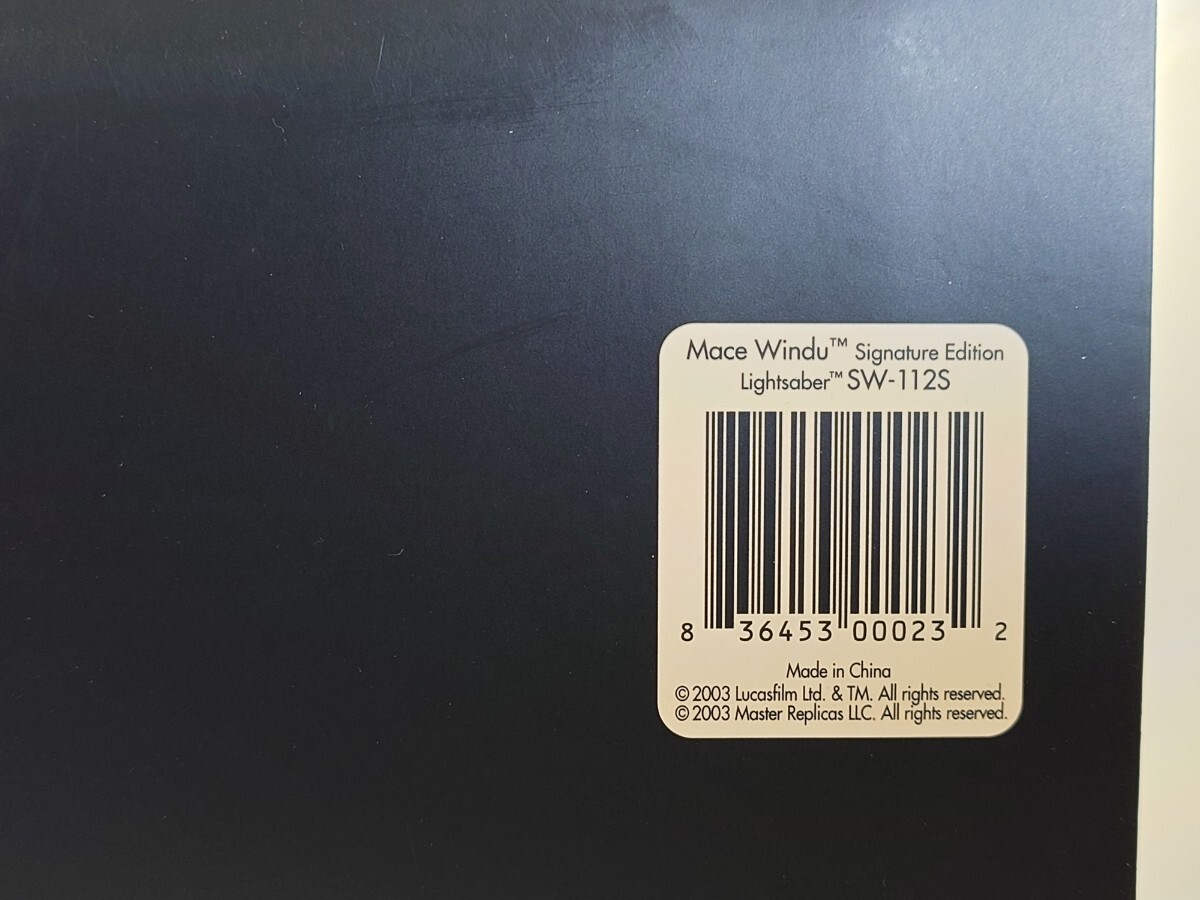 Mace Windu™ Signature Edition
Lightsaber™ SW-112S
8 36453 00023 2
Made in China
© 2003 Lucasfilm Ltd. & TM. All rights reserved.
© 2003 Master Replicas LLC. All rights reserved.